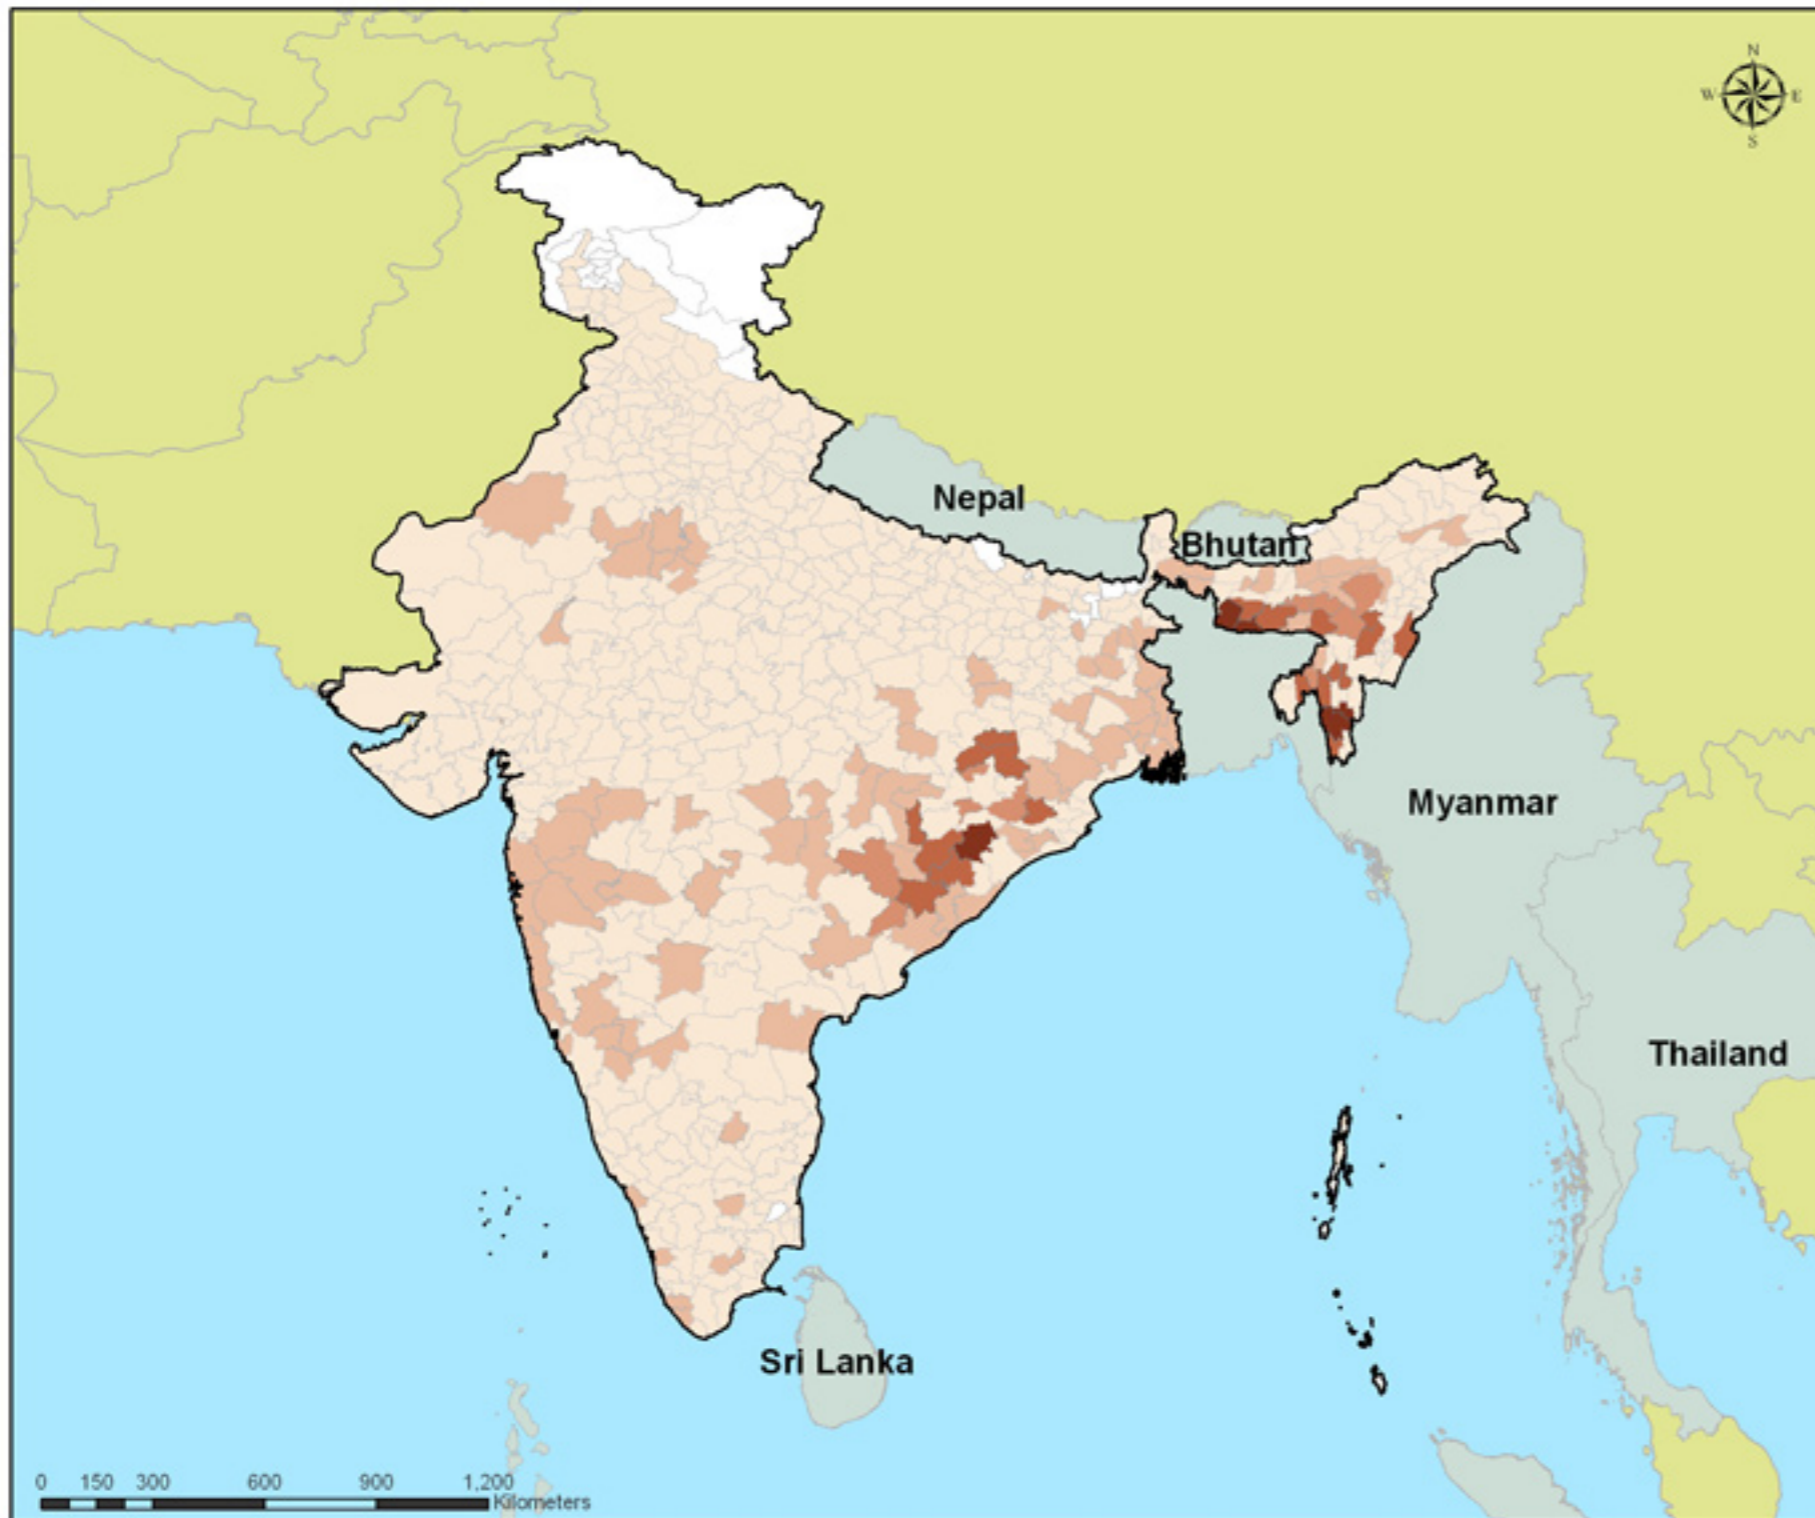 N
W E
S
Nepal
Bhutan
Myanmar
Thailand
Sri Lanka
0 150 300 600 900 1,200
Kilometers